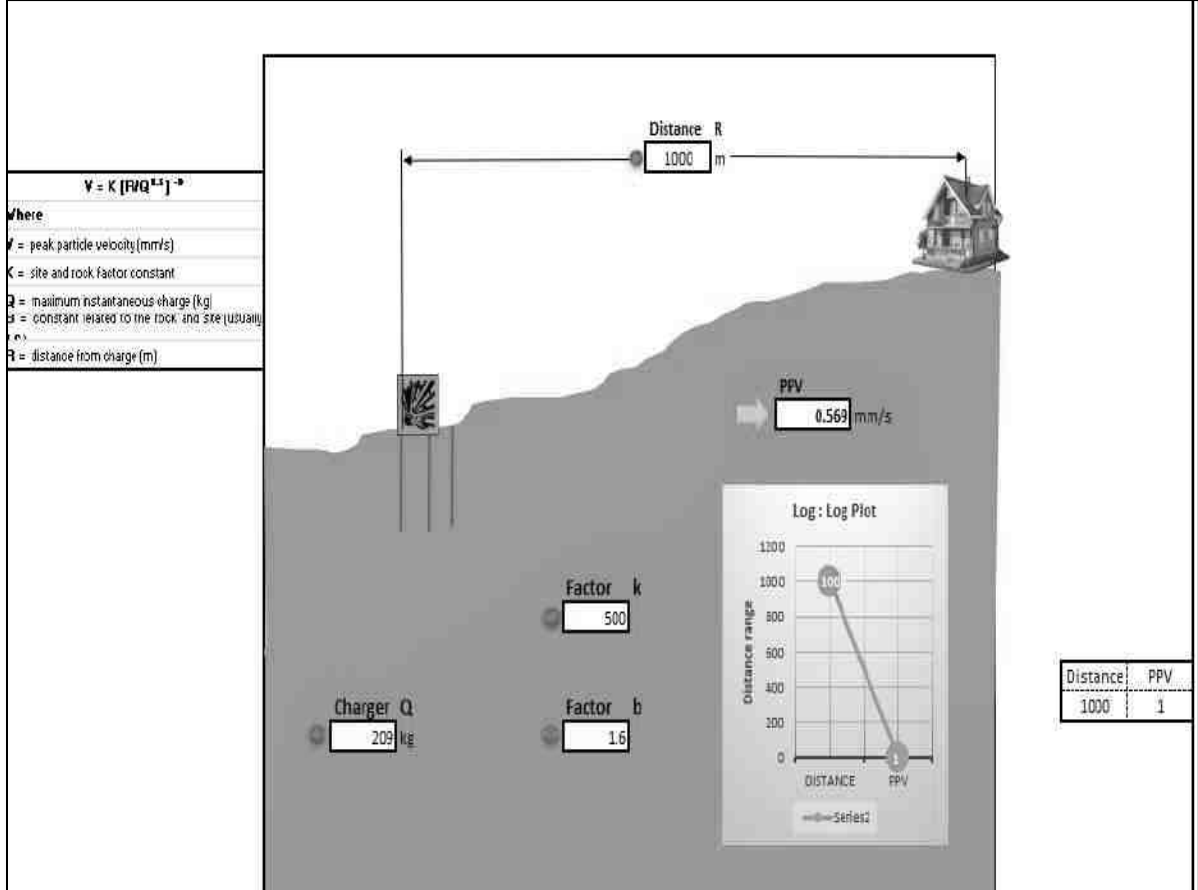 Distance R
1000 m
V = K [R/Q⁰·⁵] ⁻ᴮ
Where
V = peak particle velocity (mm/s)
K = site and rock factor constant
Q = maximum instantaneous charge (kg)
B = constant related to the rock and site (usually
R = distance from charge (m)
PPV
0.569 mm/s
Log : Log Plot
1200
1000
800
600
400
200
0
Distance range
100
1
DISTANCE PPV
Series2
Factor k
500
Charger Q
209 kg
Factor b
1.6
Distance PPV
1000 1